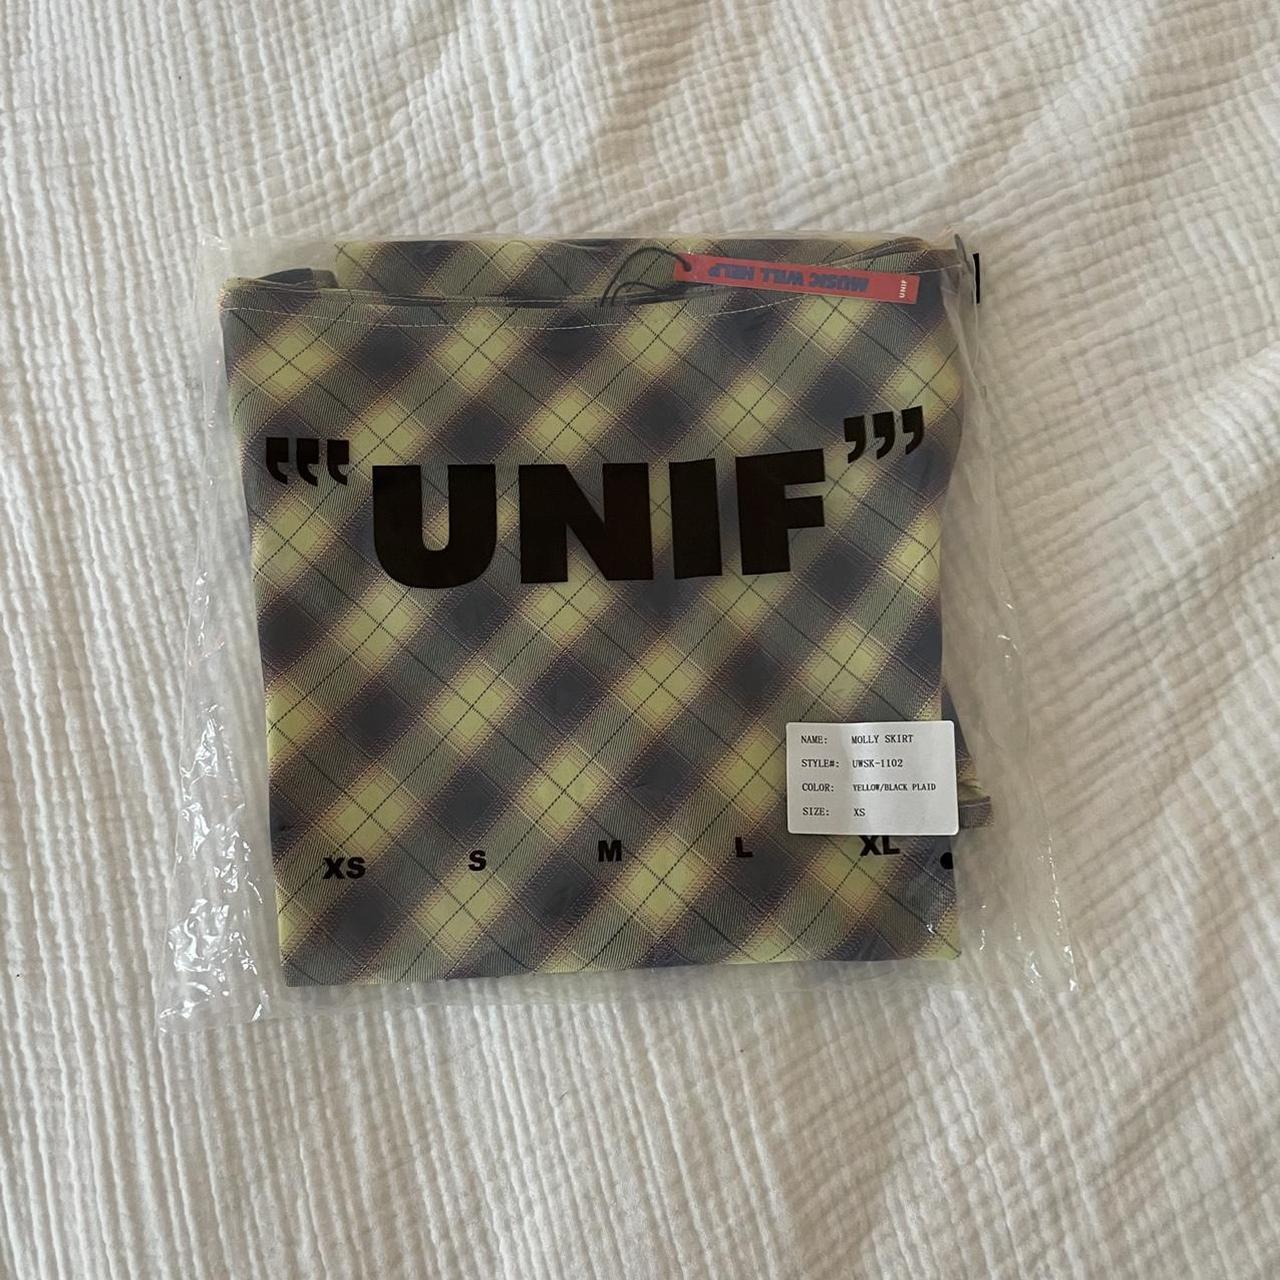 MUSIC WILL HELP
UNIF
“‘UNIF’”
NAME: MOLLY SKIRT
STYLE#: UWSK-1102
COLOR: YELLOW/BLACK PLAID
SIZE: XS
XS S M L XL